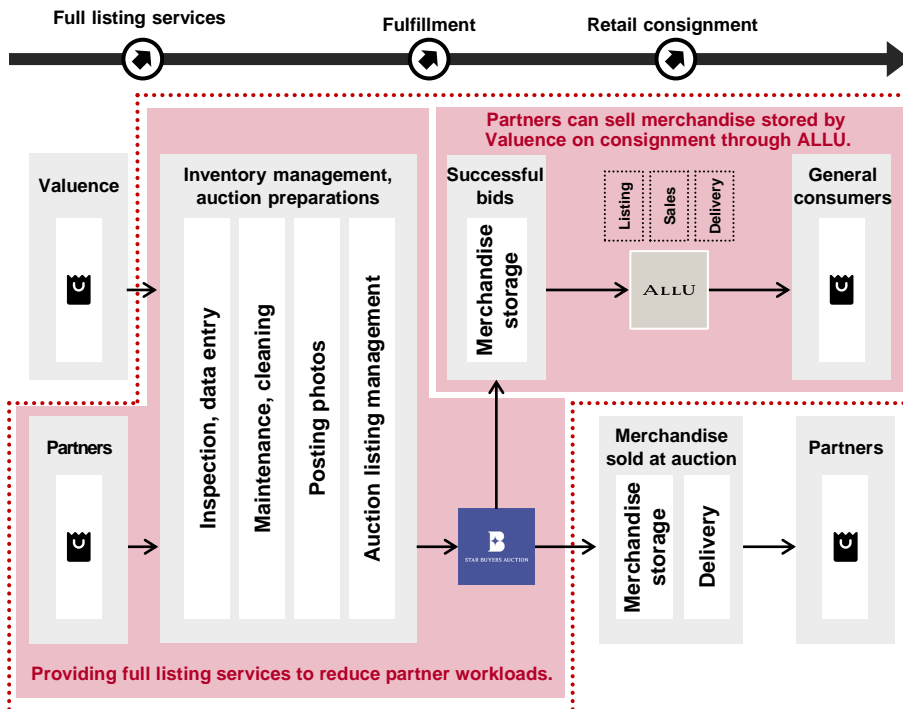 Full listing services
Fulfillment
Retail consignment
Partners can sell merchandise stored by
Valuence on consignment through ALLU.
Valuence
Inventory management,
auction preparations
Inspection, data entry
Maintenance, cleaning
Posting photos
Auction listing management
Successful
bids
Merchandise
storage
Listing
Sales
Delivery
ALLU
General
consumers
Partners
B
STAR BUYERS AUCTION
Merchandise
sold at auction
Merchandise
storage
Delivery
Partners
Providing full listing services to reduce partner workloads.